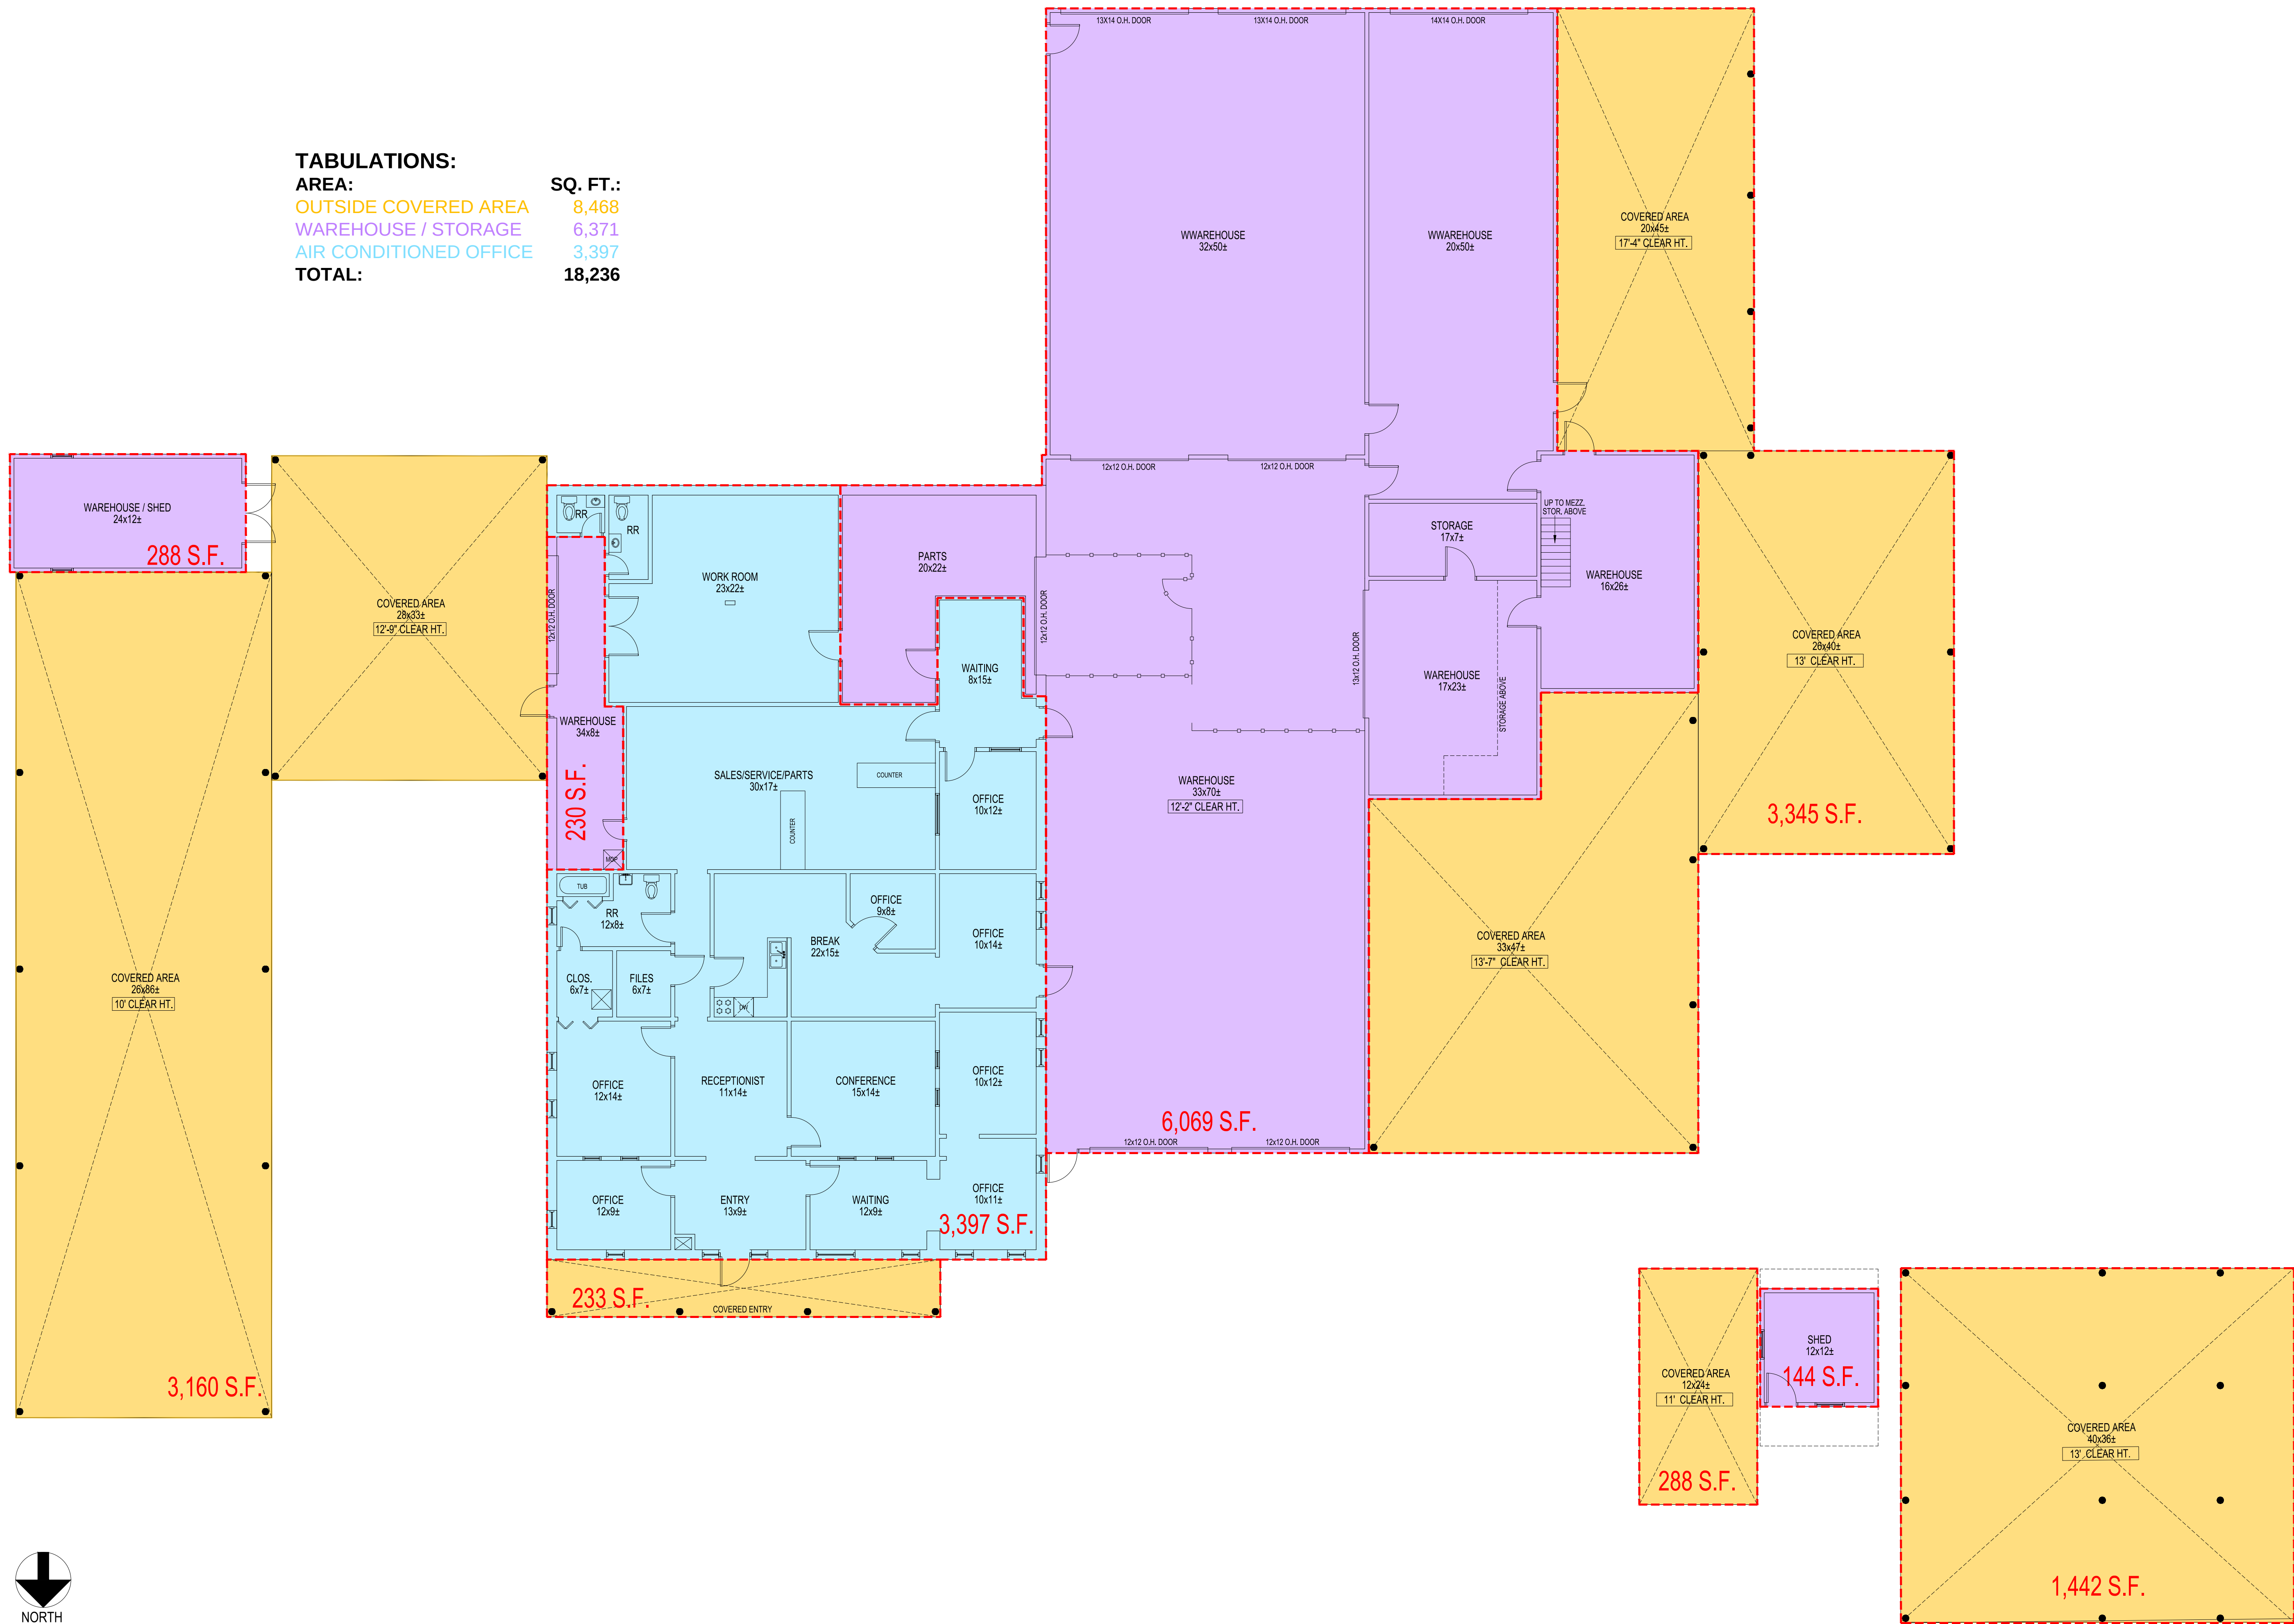 13X14 O.H. DOOR
13X14 O.H. DOOR
14X14 O.H. DOOR
TABULATIONS:
AREA: SQ. FT.:
OUTSIDE COVERED AREA 8,468
WAREHOUSE / STORAGE 6,371
AIR CONDITIONED OFFICE 3,397
TOTAL: 18,236
WWAREHOUSE
32x50±
WWAREHOUSE
20x50±
COVERED AREA
20x45±
17'-4" CLEAR HT.
12x12 O.H. DOOR
12x12 O.H. DOOR
WAREHOUSE / SHED
24x12±
288 S.F.
COVERED AREA
28x33±
12'-9" CLEAR HT.
RR
RR
WORK ROOM
23x22±
PARTS
20x22±
12x12 O.H. DOOR
12x12 O.H. DOOR
STORAGE
17x7±
UP TO MEZZ.
STOR. ABOVE
WAREHOUSE
16x26±
COVERED AREA
26x40±
13' CLEAR HT.
3,345 S.F.
WAITING
8x15±
13x12 O.H. DOOR
WAREHOUSE
17x23±
STORAGE ABOVE
WAREHOUSE
34x8±
230 S.F.
MOP
SALES/SERVICE/PARTS
30x17±
COUNTER
COUNTER
OFFICE
10x12±
WAREHOUSE
33x70±
12'-2" CLEAR HT.
TUB
RR
12x8±
OFFICE
9x8±
BREAK
22x15±
OFFICE
10x14±
COVERED AREA
33x47±
13'-7" CLEAR HT.
COVERED AREA
26x86±
10' CLEAR HT.
3,160 S.F.
CLOS.
6x7±
FILES
6x7±
DW
OFFICE
12x14±
RECEPTIONIST
11x14±
CONFERENCE
15x14±
OFFICE
10x12±
6,069 S.F.
12x12 O.H. DOOR
12x12 O.H. DOOR
OFFICE
12x9±
ENTRY
13x9±
WAITING
12x9±
OFFICE
10x11±
3,397 S.F.
233 S.F.
COVERED ENTRY
COVERED AREA
12x24±
11' CLEAR HT.
288 S.F.
SHED
12x12±
144 S.F.
COVERED AREA
40x36±
13' CLEAR HT.
1,442 S.F.
NORTH